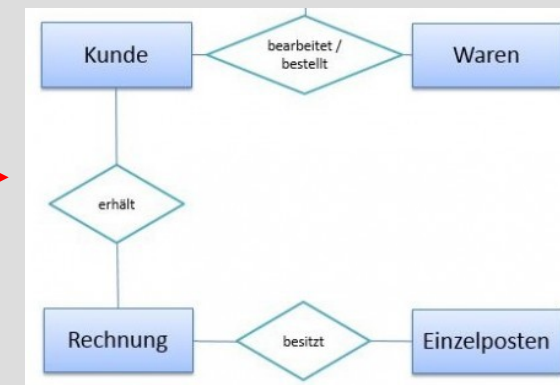 Kunde
bearbeitet /
bestellt
Waren
erhält
Rechnung
besitzt
Einzelposten